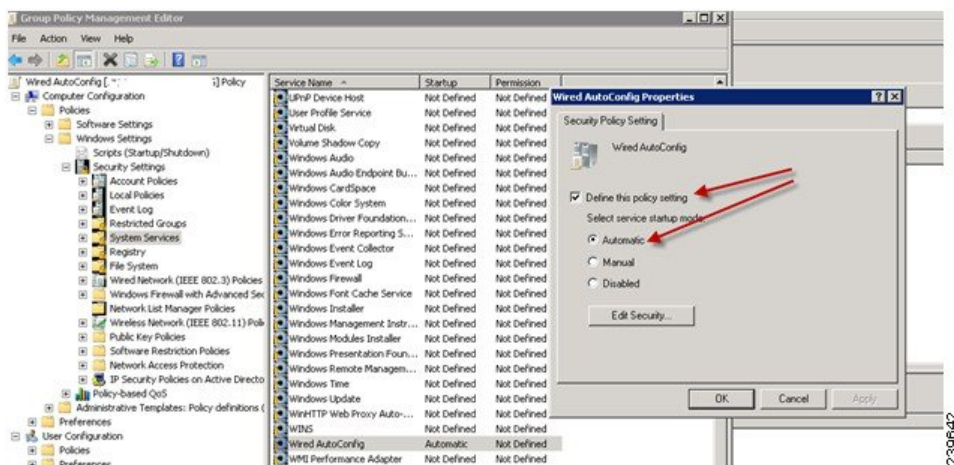 Group Policy Management Editor
File Action View Help
Wired AutoConfig [ Policy
Computer Configuration
Policies
Software Settings
Windows Settings
Scripts (Startup/Shutdown)
Security Settings
Account Policies
Local Policies
Event Log
Restricted Groups
System Services
Registry
File System
Wired Network (IEEE 802.3) Policies
Windows Firewall with Advanced Sec
Network List Manager Policies
Wireless Network (IEEE 802.11) Poli
Public Key Policies
Software Restriction Policies
Network Access Protection
IP Security Policies on Active Directo
Policy-based QoS
Administrative Templates: Policy definitions (
Preferences
User Configuration
Policies
Preferences
Service Name Startup Permission
UPnP Device Host Not Defined Not Defined
User Profile Service Not Defined Not Defined
Virtual Disk Not Defined Not Defined
Volume Shadow Copy Not Defined Not Defined
Windows Audio Not Defined Not Defined
Windows Audio Endpoint Bu... Not Defined Not Defined
Windows CardSpace Not Defined Not Defined
Windows Color System Not Defined Not Defined
Windows Driver Foundation... Not Defined Not Defined
Windows Error Reporting S... Not Defined Not Defined
Windows Event Collector Not Defined Not Defined
Windows Event Log Not Defined Not Defined
Windows Firewall Not Defined Not Defined
Windows Font Cache Service Not Defined Not Defined
Windows Installer Not Defined Not Defined
Windows Management Instr... Not Defined Not Defined
Windows Modules Installer Not Defined Not Defined
Windows Presentation Foun... Not Defined Not Defined
Windows Remote Managem... Not Defined Not Defined
Windows Time Not Defined Not Defined
Windows Update Not Defined Not Defined
WinHTTP Web Proxy Auto-... Not Defined Not Defined
WINS Not Defined Not Defined
Wired AutoConfig Automatic Not Defined
WMI Performance Adapter Not Defined Not Defined
Wired AutoConfig Properties
Security Policy Setting
Wired AutoConfig
Define this policy setting
Select service startup mode:
Automatic
Manual
Disabled
Edit Security...
OK Cancel Apply
239642